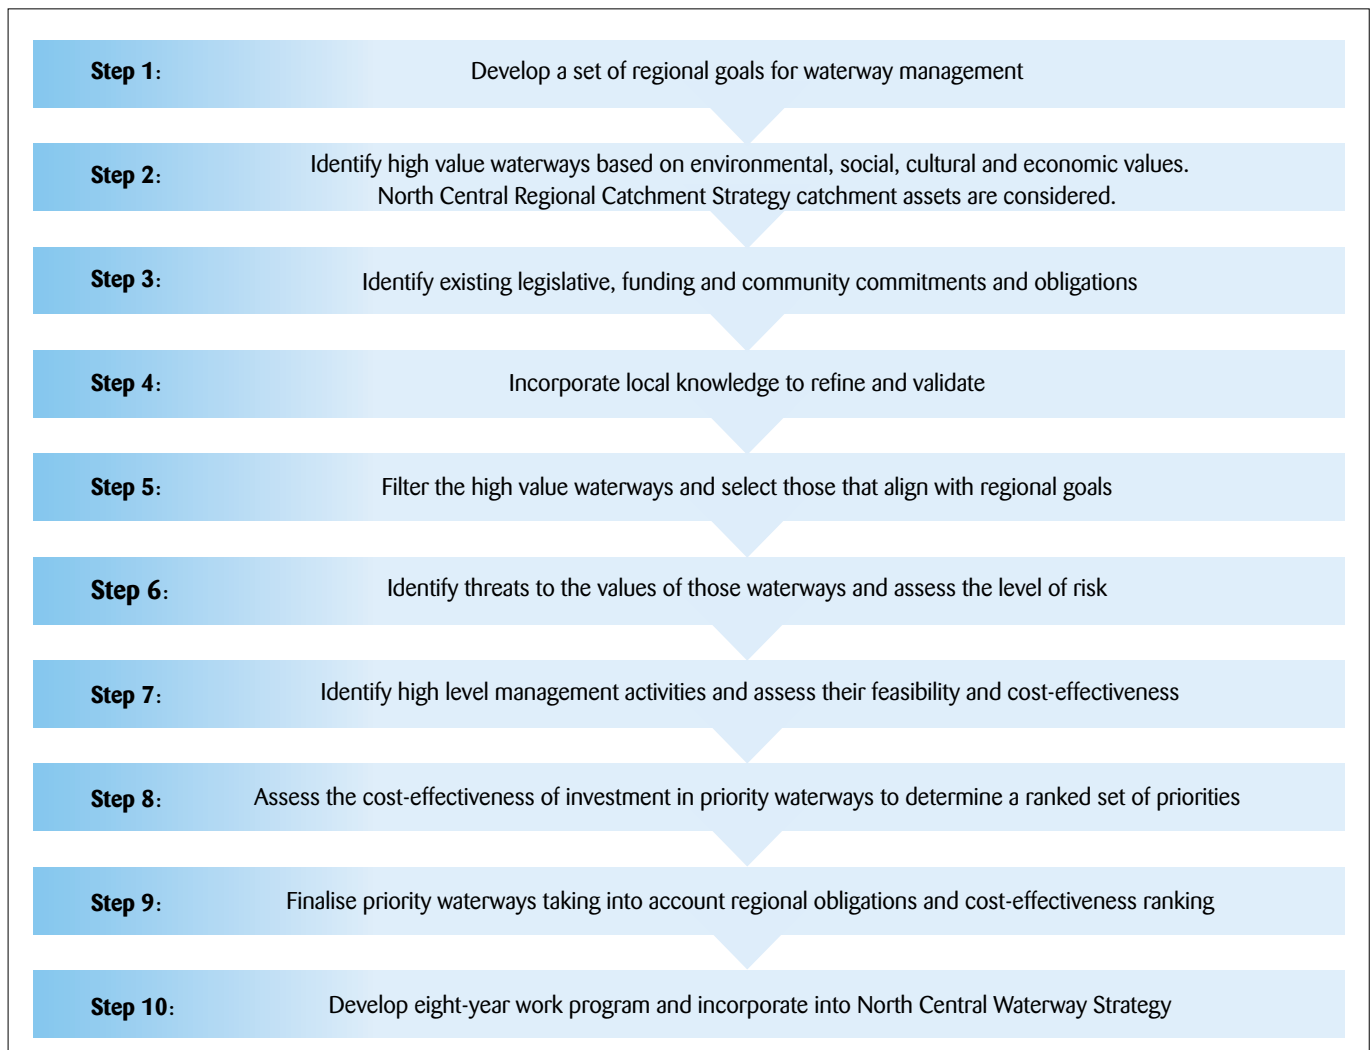 Step 1: Develop a set of regional goals for waterway management
Step 2: Identify high value waterways based on environmental, social, cultural and economic values.
North Central Regional Catchment Strategy catchment assets are considered.
Step 3: Identify existing legislative, funding and community commitments and obligations
Step 4: Incorporate local knowledge to refine and validate
Step 5: Filter the high value waterways and select those that align with regional goals
Step 6: Identify threats to the values of those waterways and assess the level of risk
Step 7: Identify high level management activities and assess their feasibility and cost-effectiveness
Step 8: Assess the cost-effectiveness of investment in priority waterways to determine a ranked set of priorities
Step 9: Finalise priority waterways taking into account regional obligations and cost-effectiveness ranking
Step 10: Develop eight-year work program and incorporate into North Central Waterway Strategy